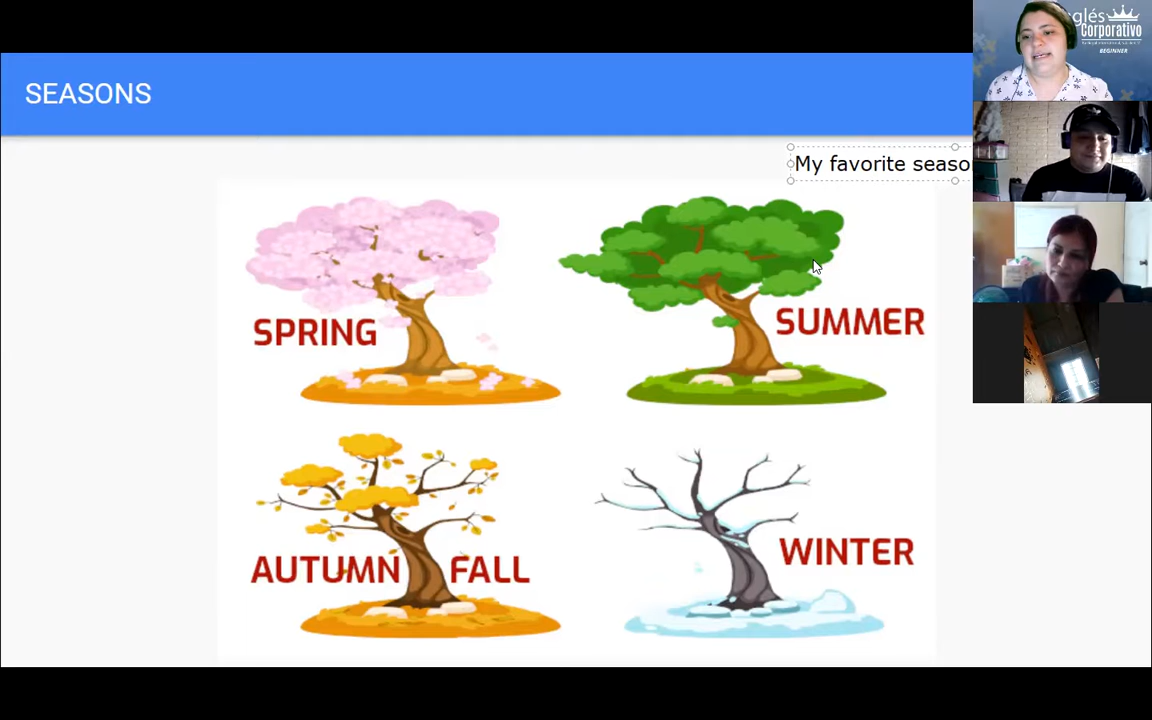 SEASONS
My favorite seaso
SPRING
SUMMER
AUTUMN FALL
WINTER
glés
Corporativo
BEGINNER